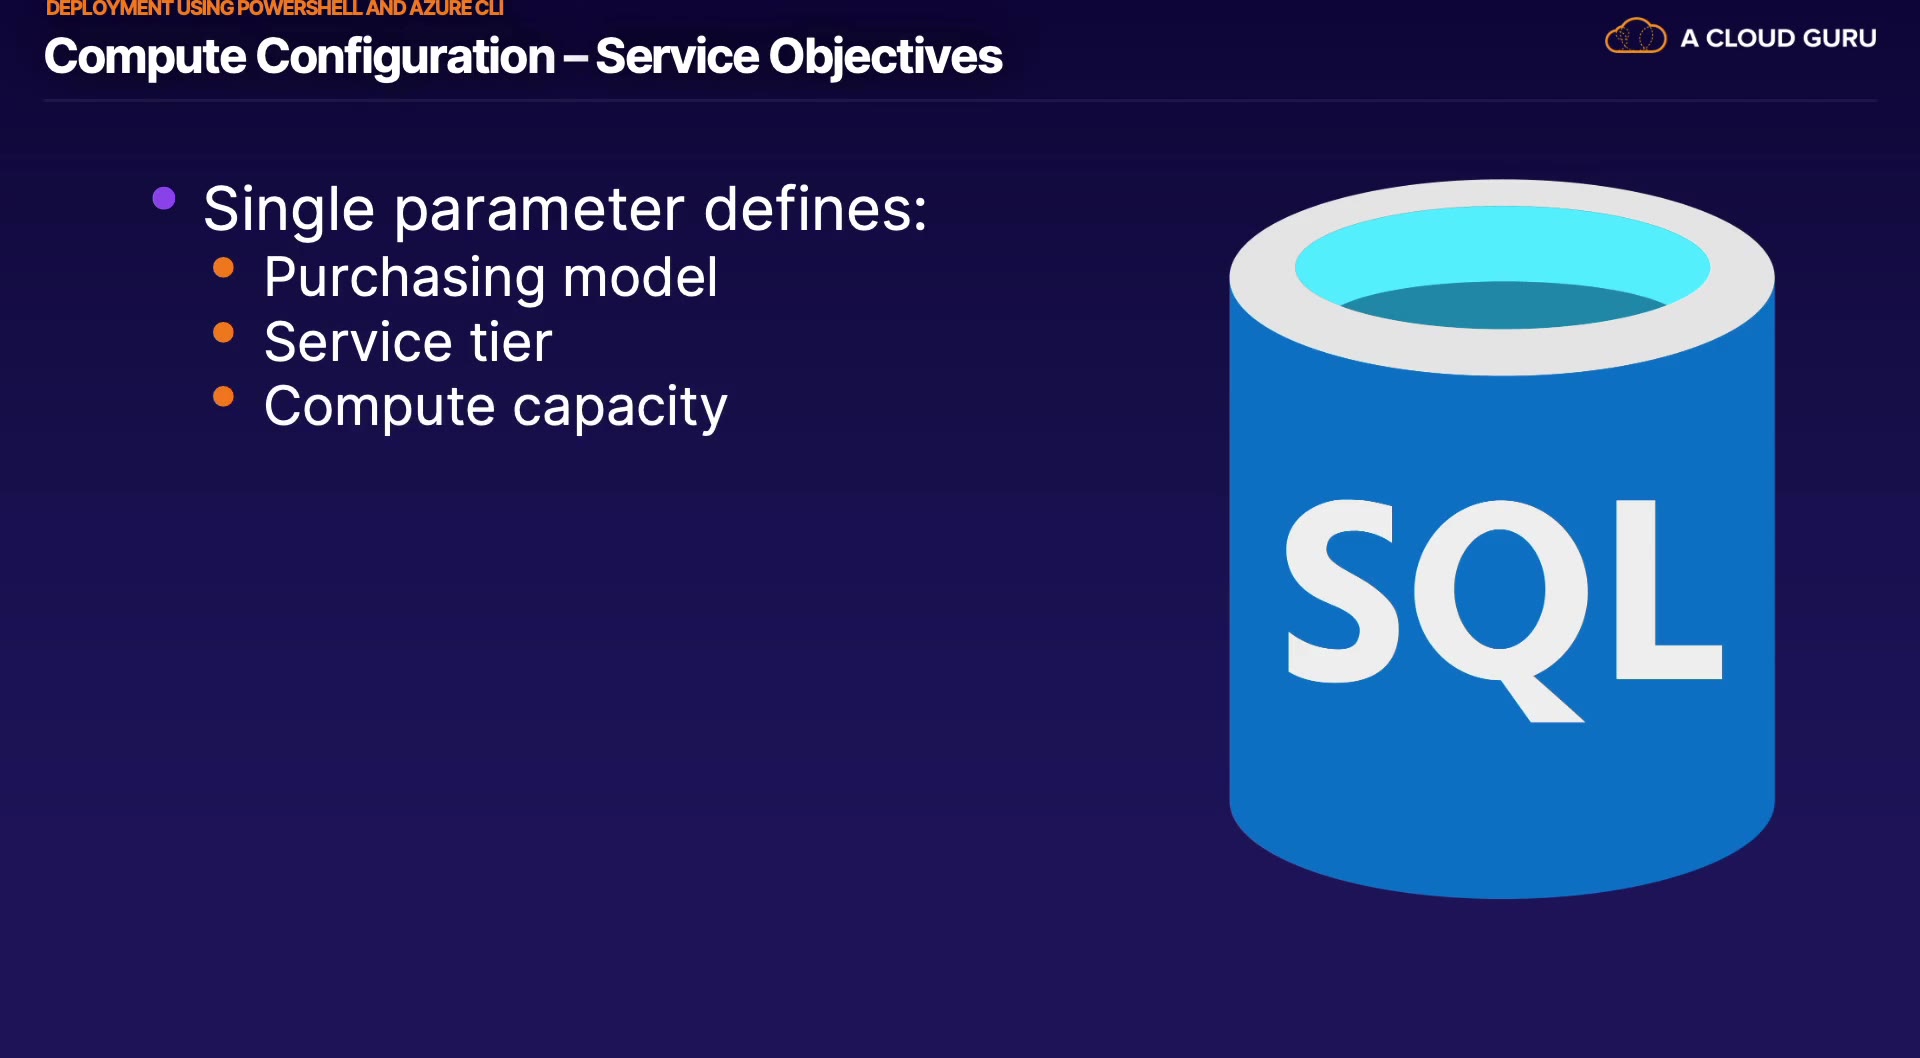 DEPLOYMENT USING POWERSHELL AND AZURE CLI
Compute Configuration – Service Objectives
A CLOUD GURU
Single parameter defines:
Purchasing model
Service tier
Compute capacity
SQL